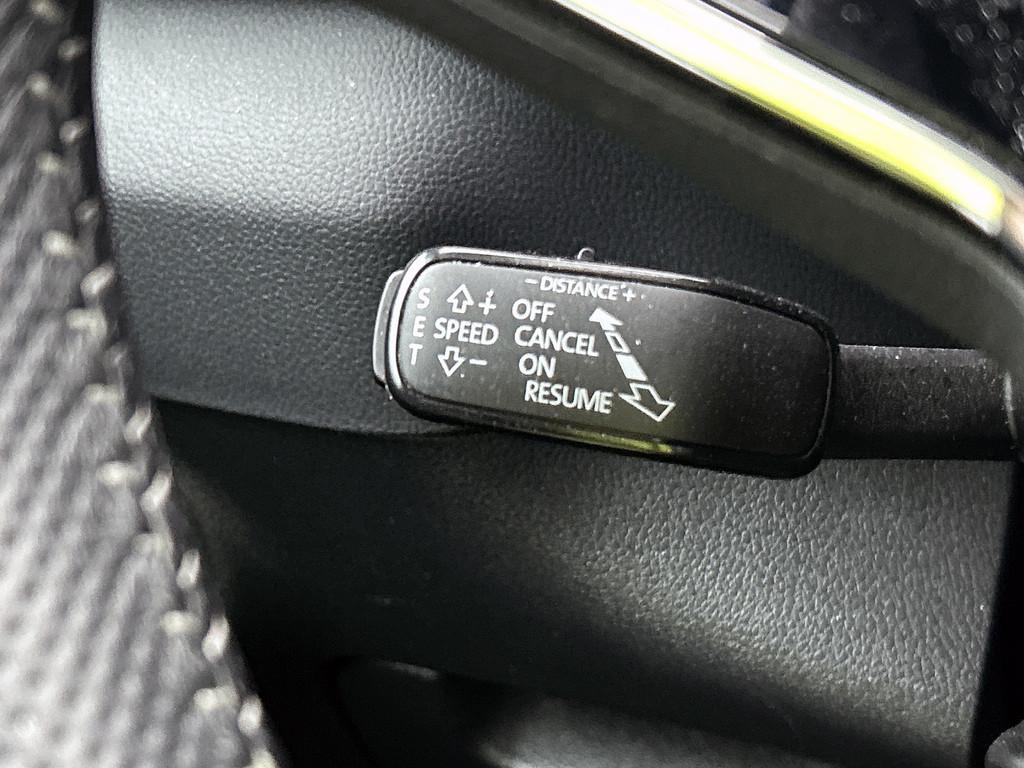 - DISTANCE +
S + OFF
E SPEED CANCEL
T - ON
RESUME